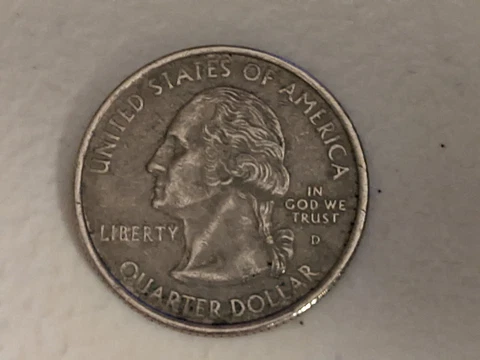 UNITED STATES OF AMERICA
LIBERTY
IN
GOD WE
TRUST
D
QUARTER DOLLAR